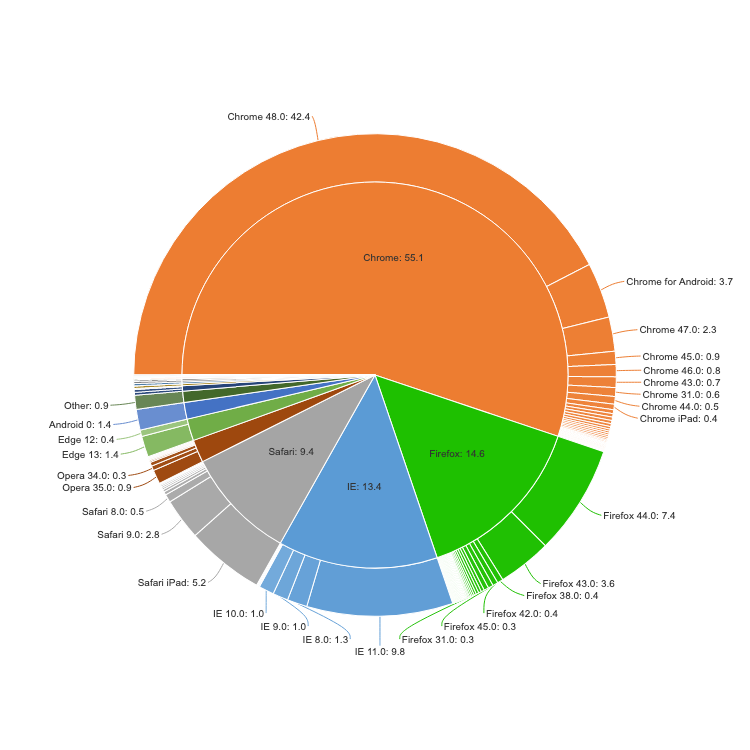 Chrome 48.0: 42.4
Chrome: 55.1
Chrome for Android: 3.7
Chrome 47.0: 2.3
Chrome 45.0: 0.9
Chrome 46.0: 0.8
Chrome 43.0: 0.7
Chrome 31.0: 0.6
Chrome 44.0: 0.5
Chrome iPad: 0.4
Other: 0.9
Android 0: 1.4
Edge 12: 0.4
Edge 13: 1.4
Safari: 9.4
Firefox: 14.6
Opera 34.0: 0.3
Opera 35.0: 0.9
IE: 13.4
Safari 8.0: 0.5
Firefox 44.0: 7.4
Safari 9.0: 2.8
Safari iPad: 5.2
Firefox 43.0: 3.6
Firefox 38.0: 0.4
IE 10.0: 1.0
Firefox 42.0: 0.4
IE 9.0: 1.0
Firefox 45.0: 0.3
IE 8.0: 1.3
Firefox 31.0: 0.3
IE 11.0: 9.8